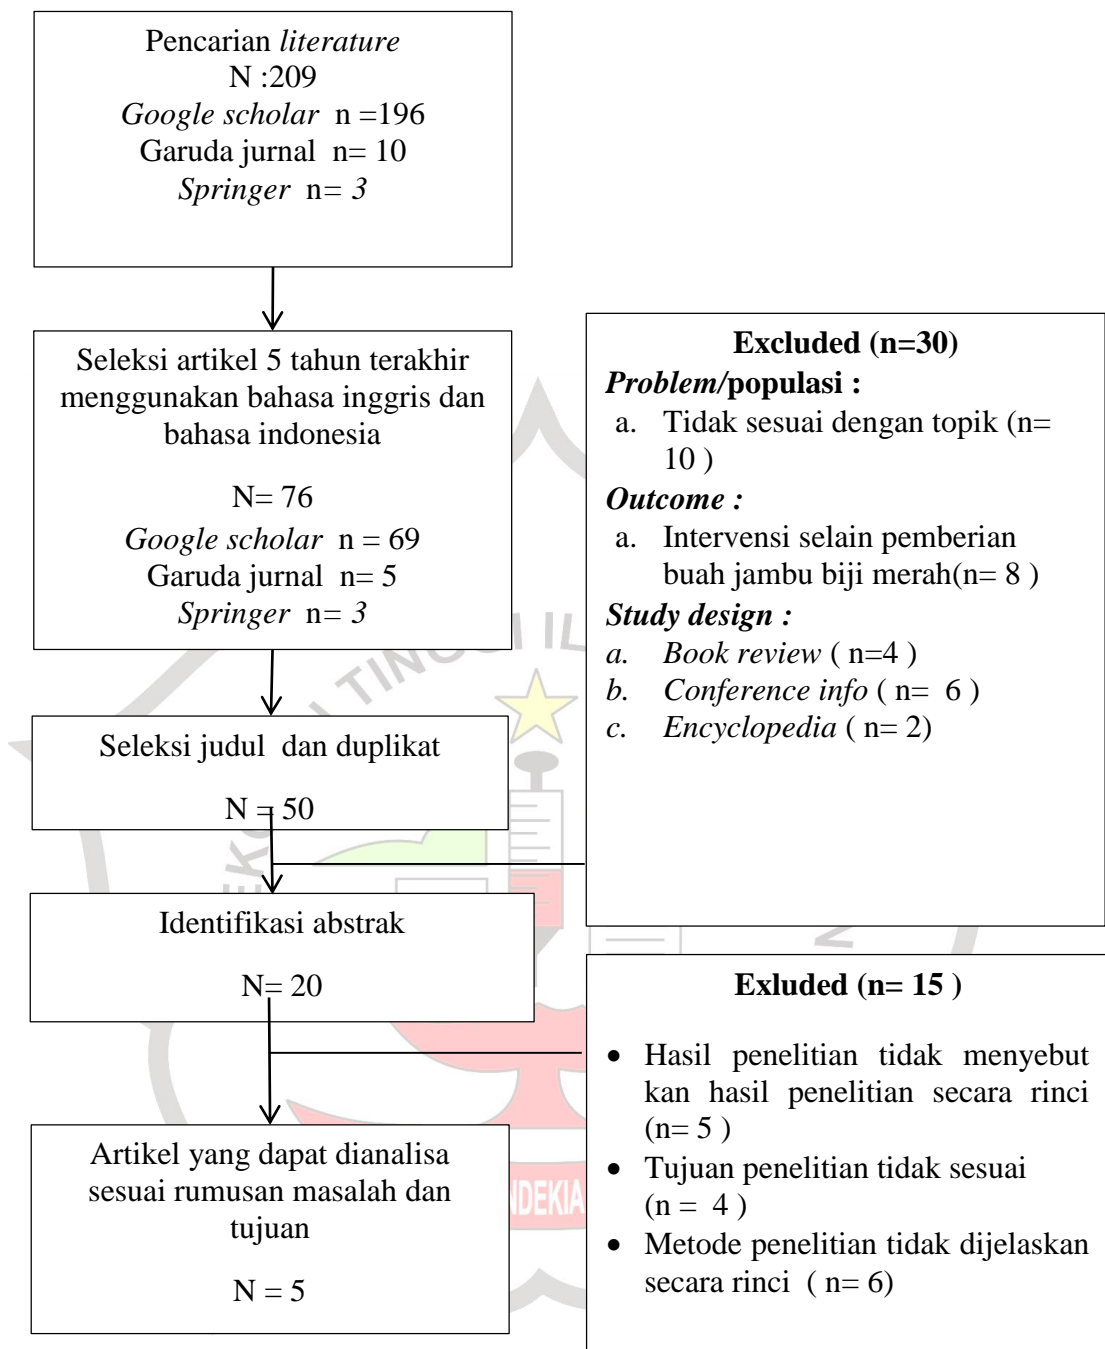 Pencarian literature
N :209
Google scholar n =196
Garuda jurnal n= 10
Springer n= 3
Seleksi artikel 5 tahun terakhir
menggunakan bahasa inggris dan
bahasa indonesia
N= 76
Google scholar n = 69
Garuda jurnal n= 5
Springer n= 3
Seleksi judul dan duplikat
N = 50
Excluded (n=30)
Problem/populasi :
a. Tidak sesuai dengan topik (n=
10 )
Outcome :
a. Intervensi selain pemberian
buah jambu biji merah(n= 8 )
Study design :
a. Book review ( n=4 )
b. Conference info ( n= 6 )
c. Encyclopedia ( n= 2)
Identifikasi abstrak
N= 20
Exluded (n= 15 )
• Hasil penelitian tidak menyebut
kan hasil penelitian secara rinci
(n= 5 )
• Tujuan penelitian tidak sesuai
(n = 4 )
• Metode penelitian tidak dijelaskan
secara rinci ( n= 6)
Artikel yang dapat dianalisa
sesuai rumusan masalah dan
tujuan
N = 5